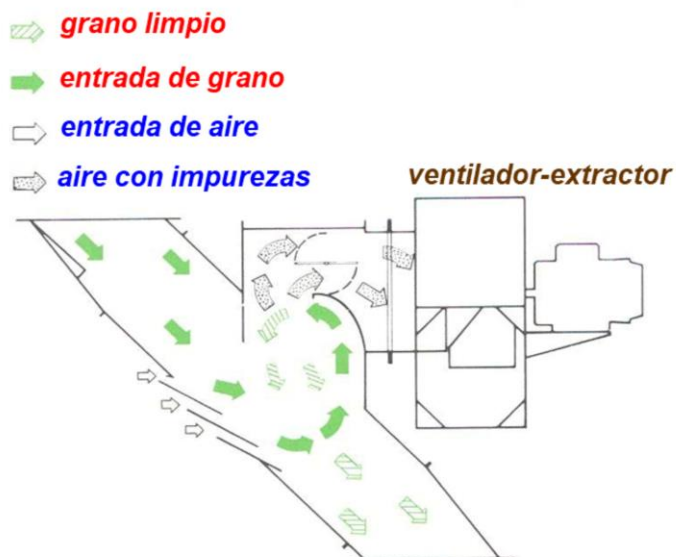 grano limpio
entrada de grano
entrada de aire
aire con impurezas
ventilador-extractor